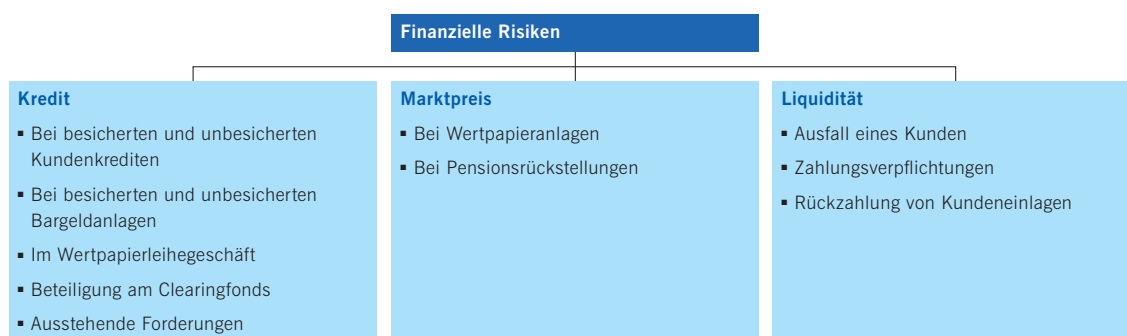 Finanzielle Risiken
Kredit
▪ Bei besicherten und unbesicherten
Kundenkrediten
▪ Bei besicherten und unbesicherten
Bargeldanlagen
▪ Im Wertpapierleihegeschäft
▪ Beteiligung am Clearingfonds
▪ Ausstehende Forderungen
Marktpreis
▪ Bei Wertpapieranlagen
▪ Bei Pensionsrückstellungen
Liquidität
▪ Ausfall eines Kunden
▪ Zahlungsverpflichtungen
▪ Rückzahlung von Kundeneinlagen